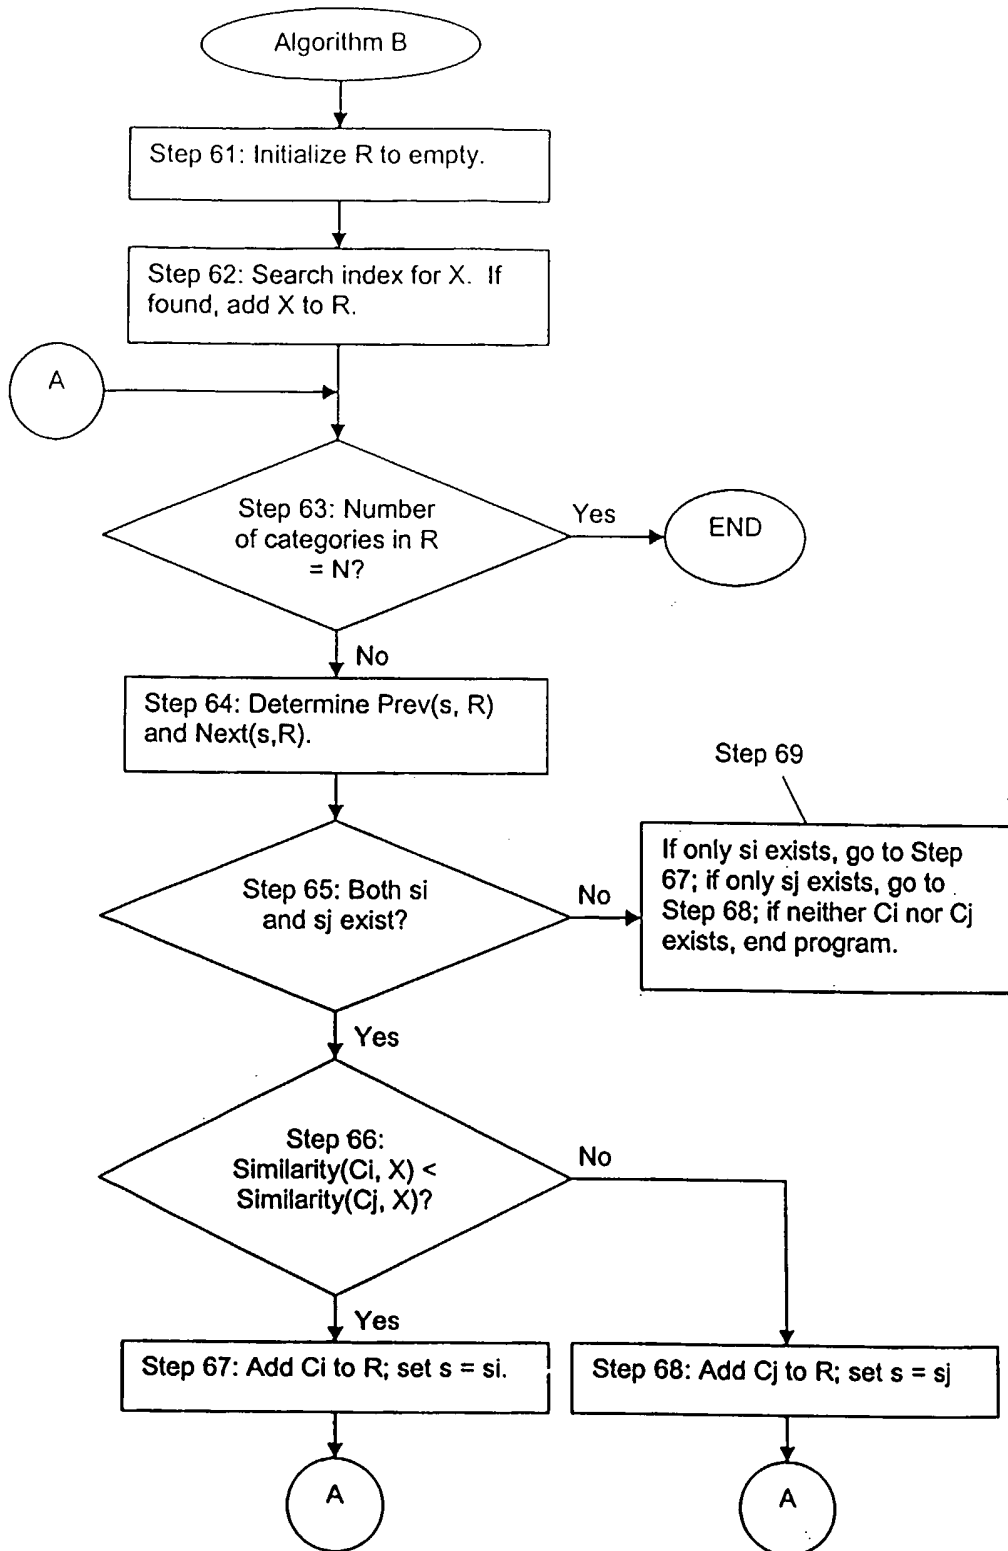 Algorithm B
Step 61: Initialize R to empty.
Step 62: Search index for X. If
found, add X to R.
A
Step 63: Number
of categories in R
= N?
Yes
END
No
Step 64: Determine Prev(s, R)
and Next(s,R).
Step 69
If only si exists, go to Step
67; if only sj exists, go to
Step 68; if neither Ci nor Cj
exists, end program.
Step 65: Both si
and sj exist?
No
Yes
Step 66:
Similarity(Ci, X) <
Similarity(Cj, X)?
No
Yes
Step 67: Add Ci to R; set s = si.
Step 68: Add Cj to R; set s = sj
A
A